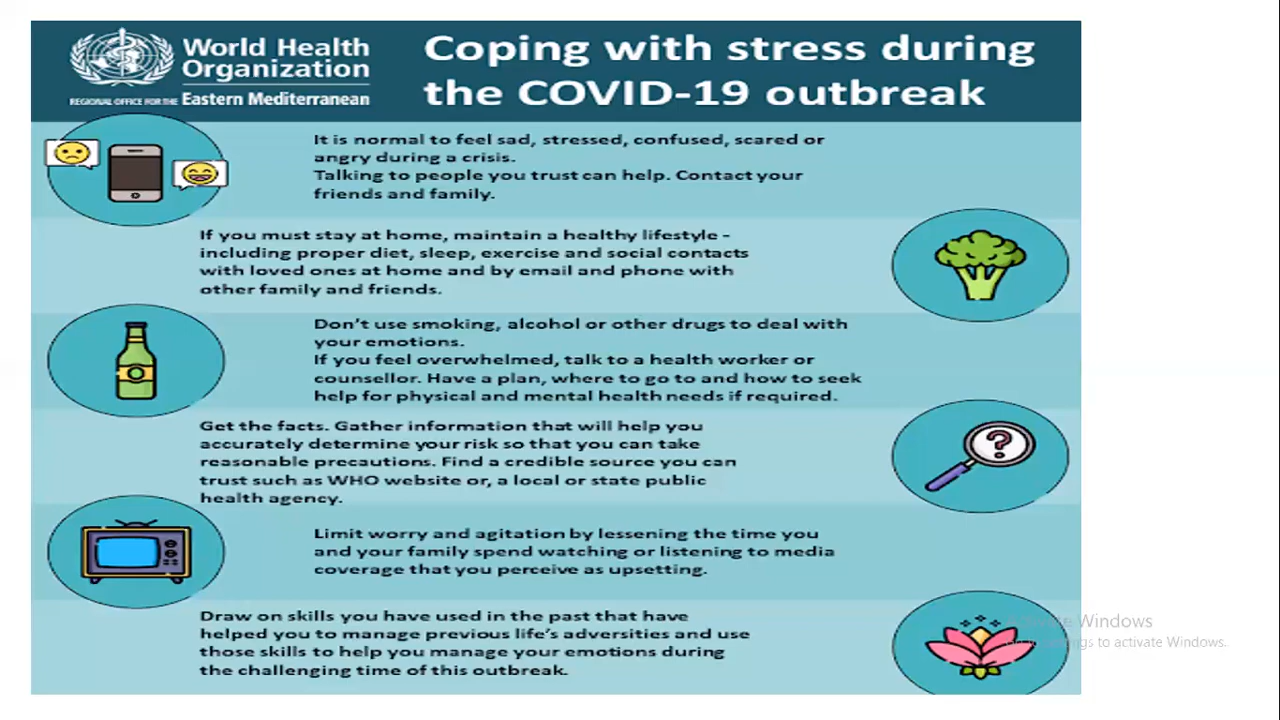 World Health
Organization
REGIONAL OFFICE FOR THE Eastern Mediterranean
Coping with stress during
the COVID-19 outbreak
It is normal to feel sad, stressed, confused, scared or
angry during a crisis.
Talking to people you trust can help. Contact your
friends and family.
If you must stay at home, maintain a healthy lifestyle -
including proper diet, sleep, exercise and social contacts
with loved ones at home and by email and phone with
other family and friends.
Don't use smoking, alcohol or other drugs to deal with
your emotions.
If you feel overwhelmed, talk to a health worker or
counsellor. Have a plan, where to go to and how to seek
help for physical and mental health needs if required.
Get the facts. Gather information that will help you
accurately determine your risk so that you can take
reasonable precautions. Find a credible source you can
trust such as WHO website or, a local or state public
health agency.
?
Limit worry and agitation by lessening the time you
and your family spend watching or listening to media
coverage that you perceive as upsetting.
Draw on skills you have used in the past that have
helped you to manage previous life's adversities and use
those skills to help you manage your emotions during
the challenging time of this outbreak.
Windows
to activate Windows.